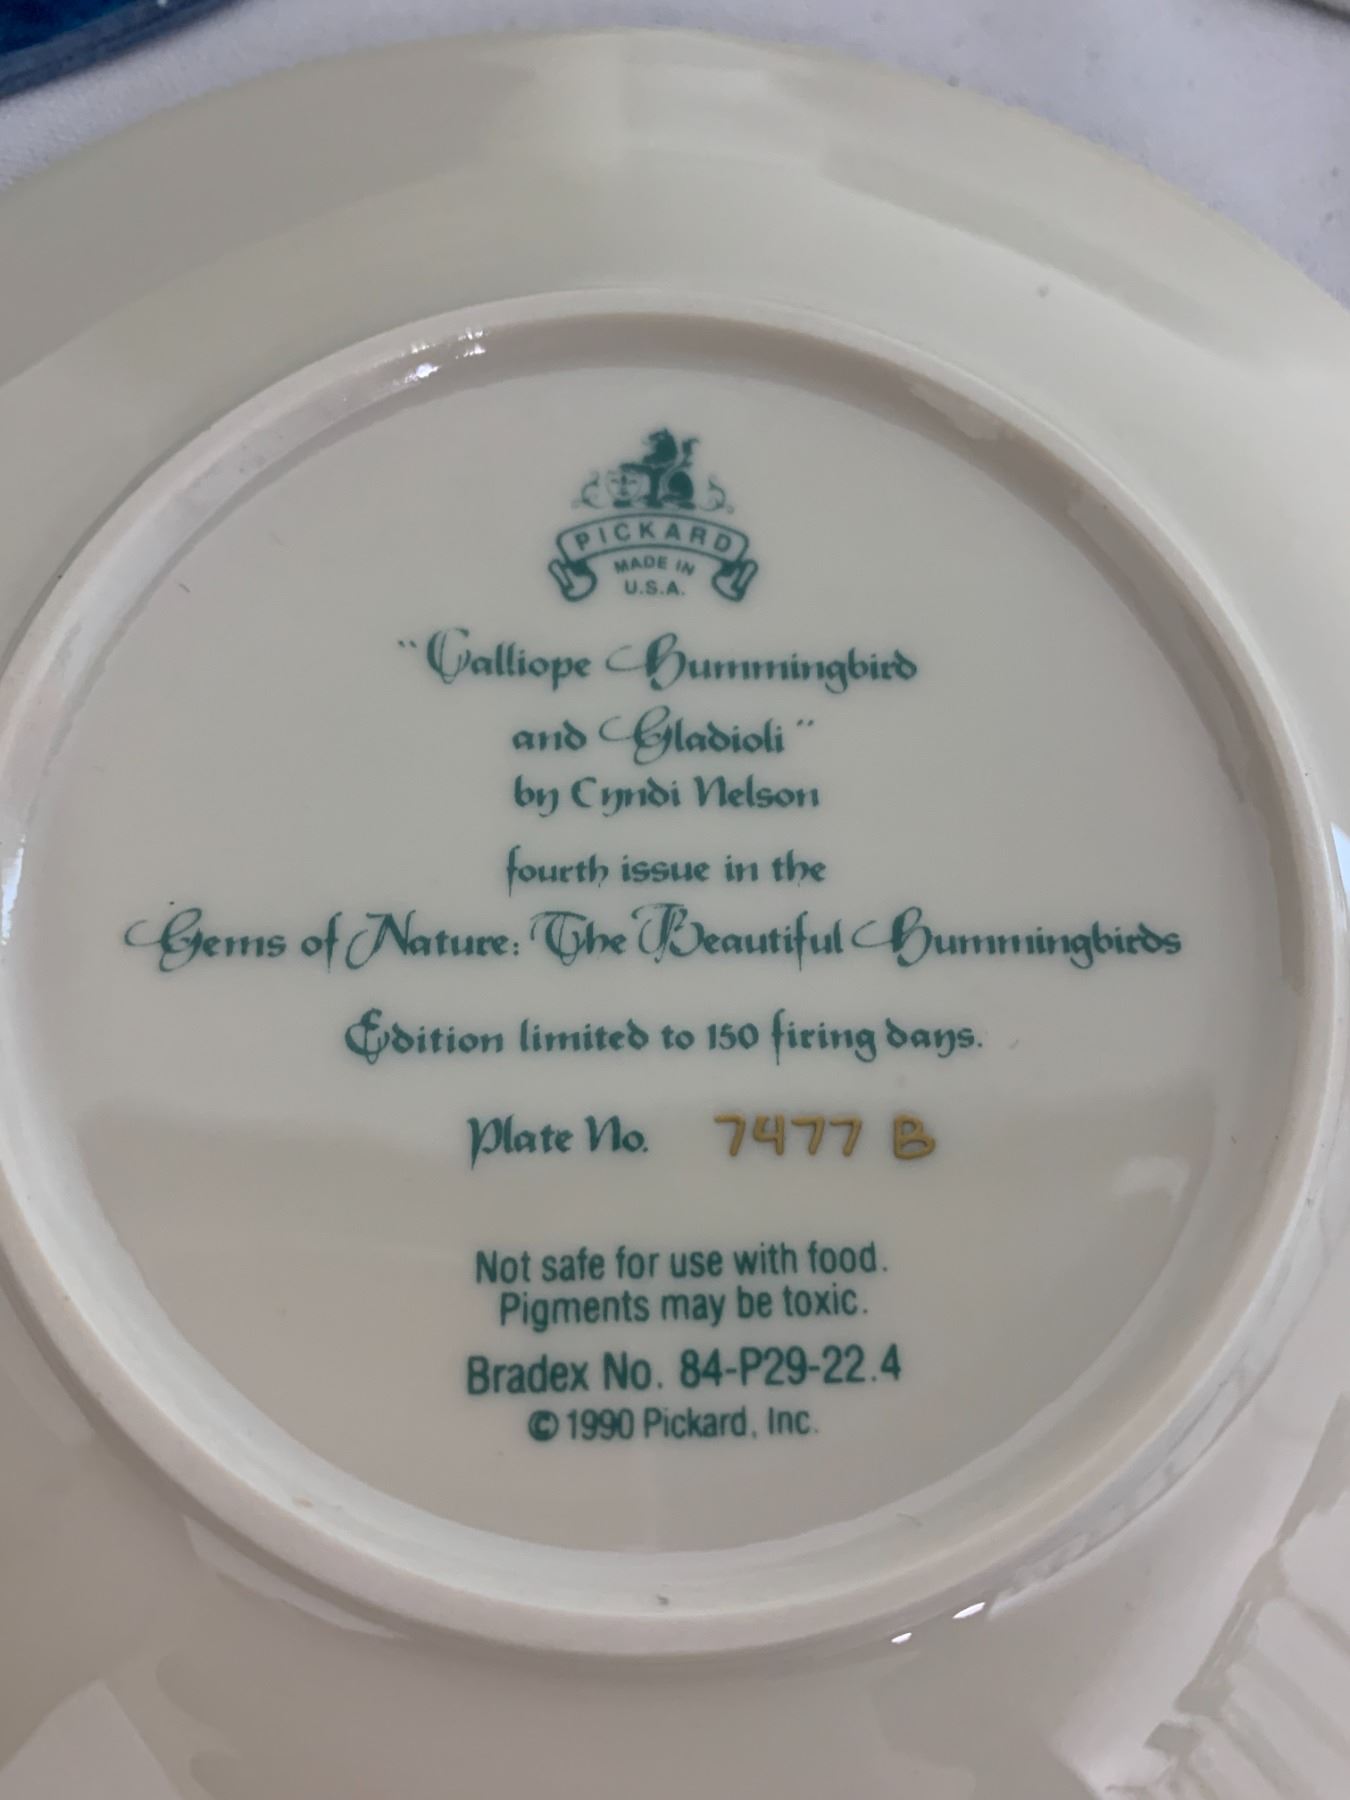 PICKARD
MADE IN
U.S.A.
"Calliope Hummingbird
and Gladioli"
by Cyndi Nelson
fourth issue in the
Gems of Nature: The Beautiful Hummingbirds
Edition limited to 150 firing days.
Plate No. 7477 B
Not safe for use with food.
Pigments may be toxic.
Bradex No. 84-P29-22.4
© 1990 Pickard, Inc.